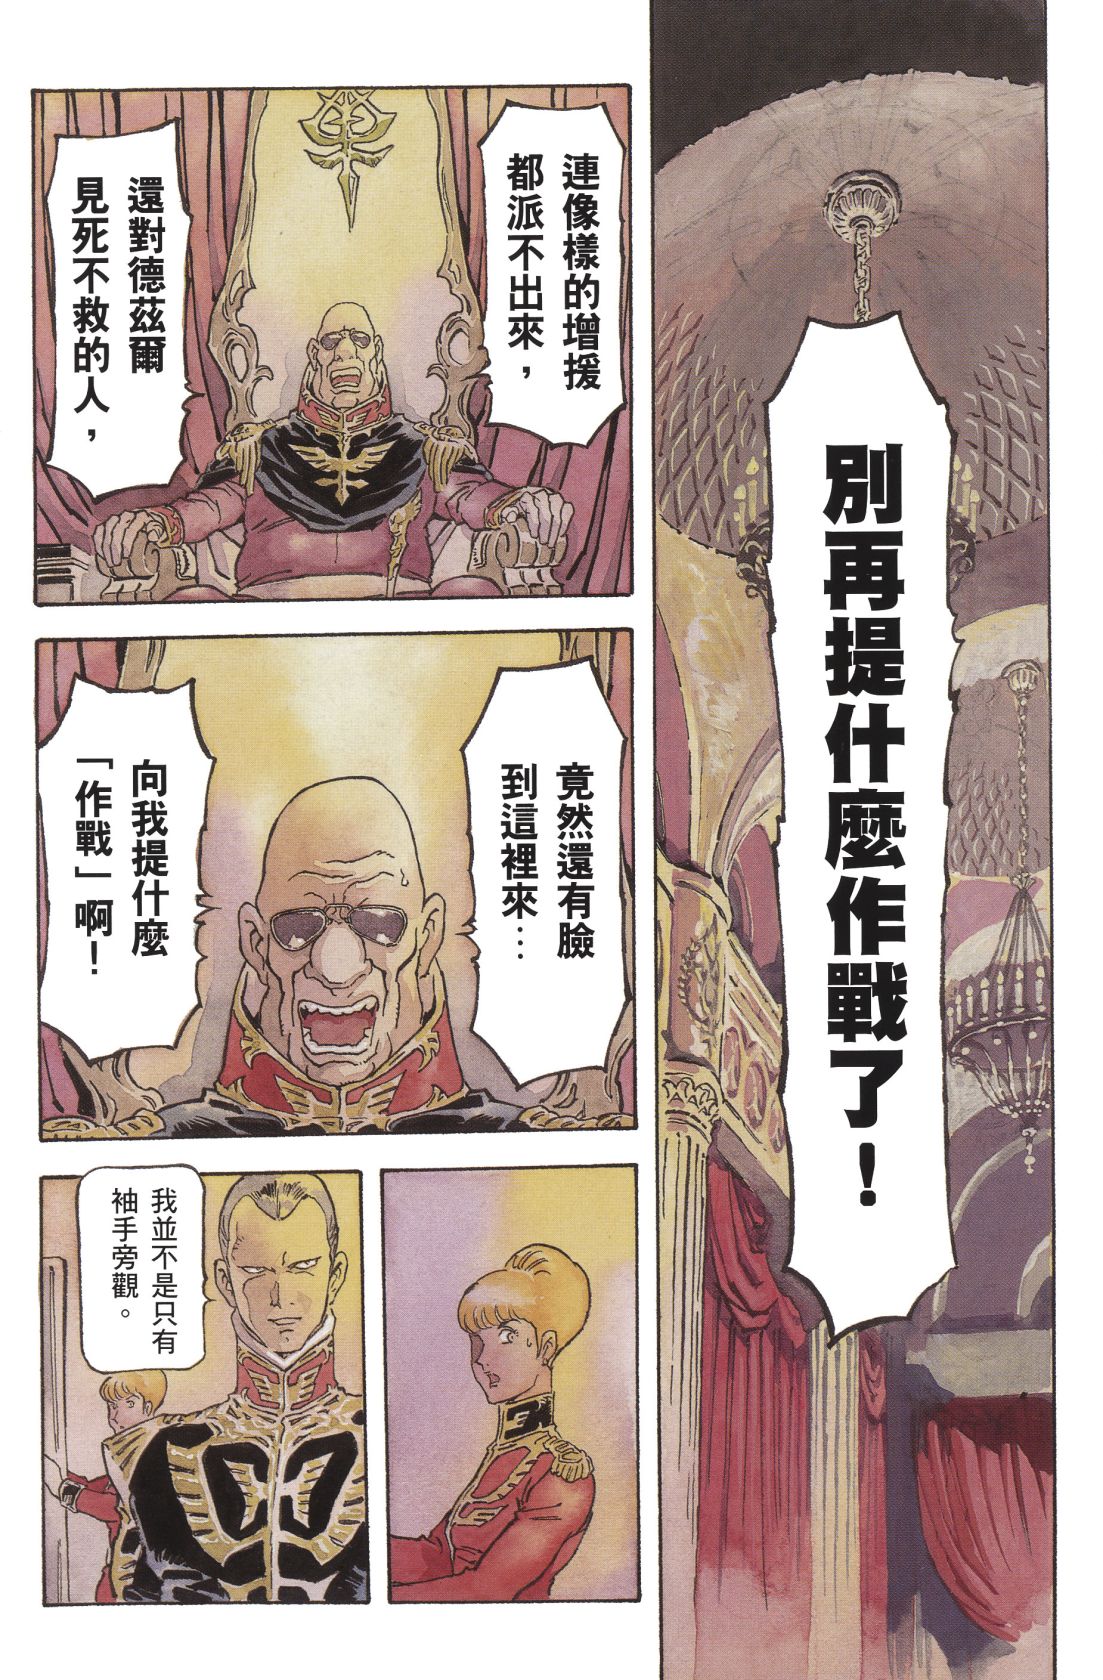 別再提什麼作戰了！
連像樣的增援
都派不出來，
還對德茲爾
見死不救的人，
竟然還有臉
到這裡來…
向我提什麼
「作戰」啊！
我並不是只有
袖手旁觀。